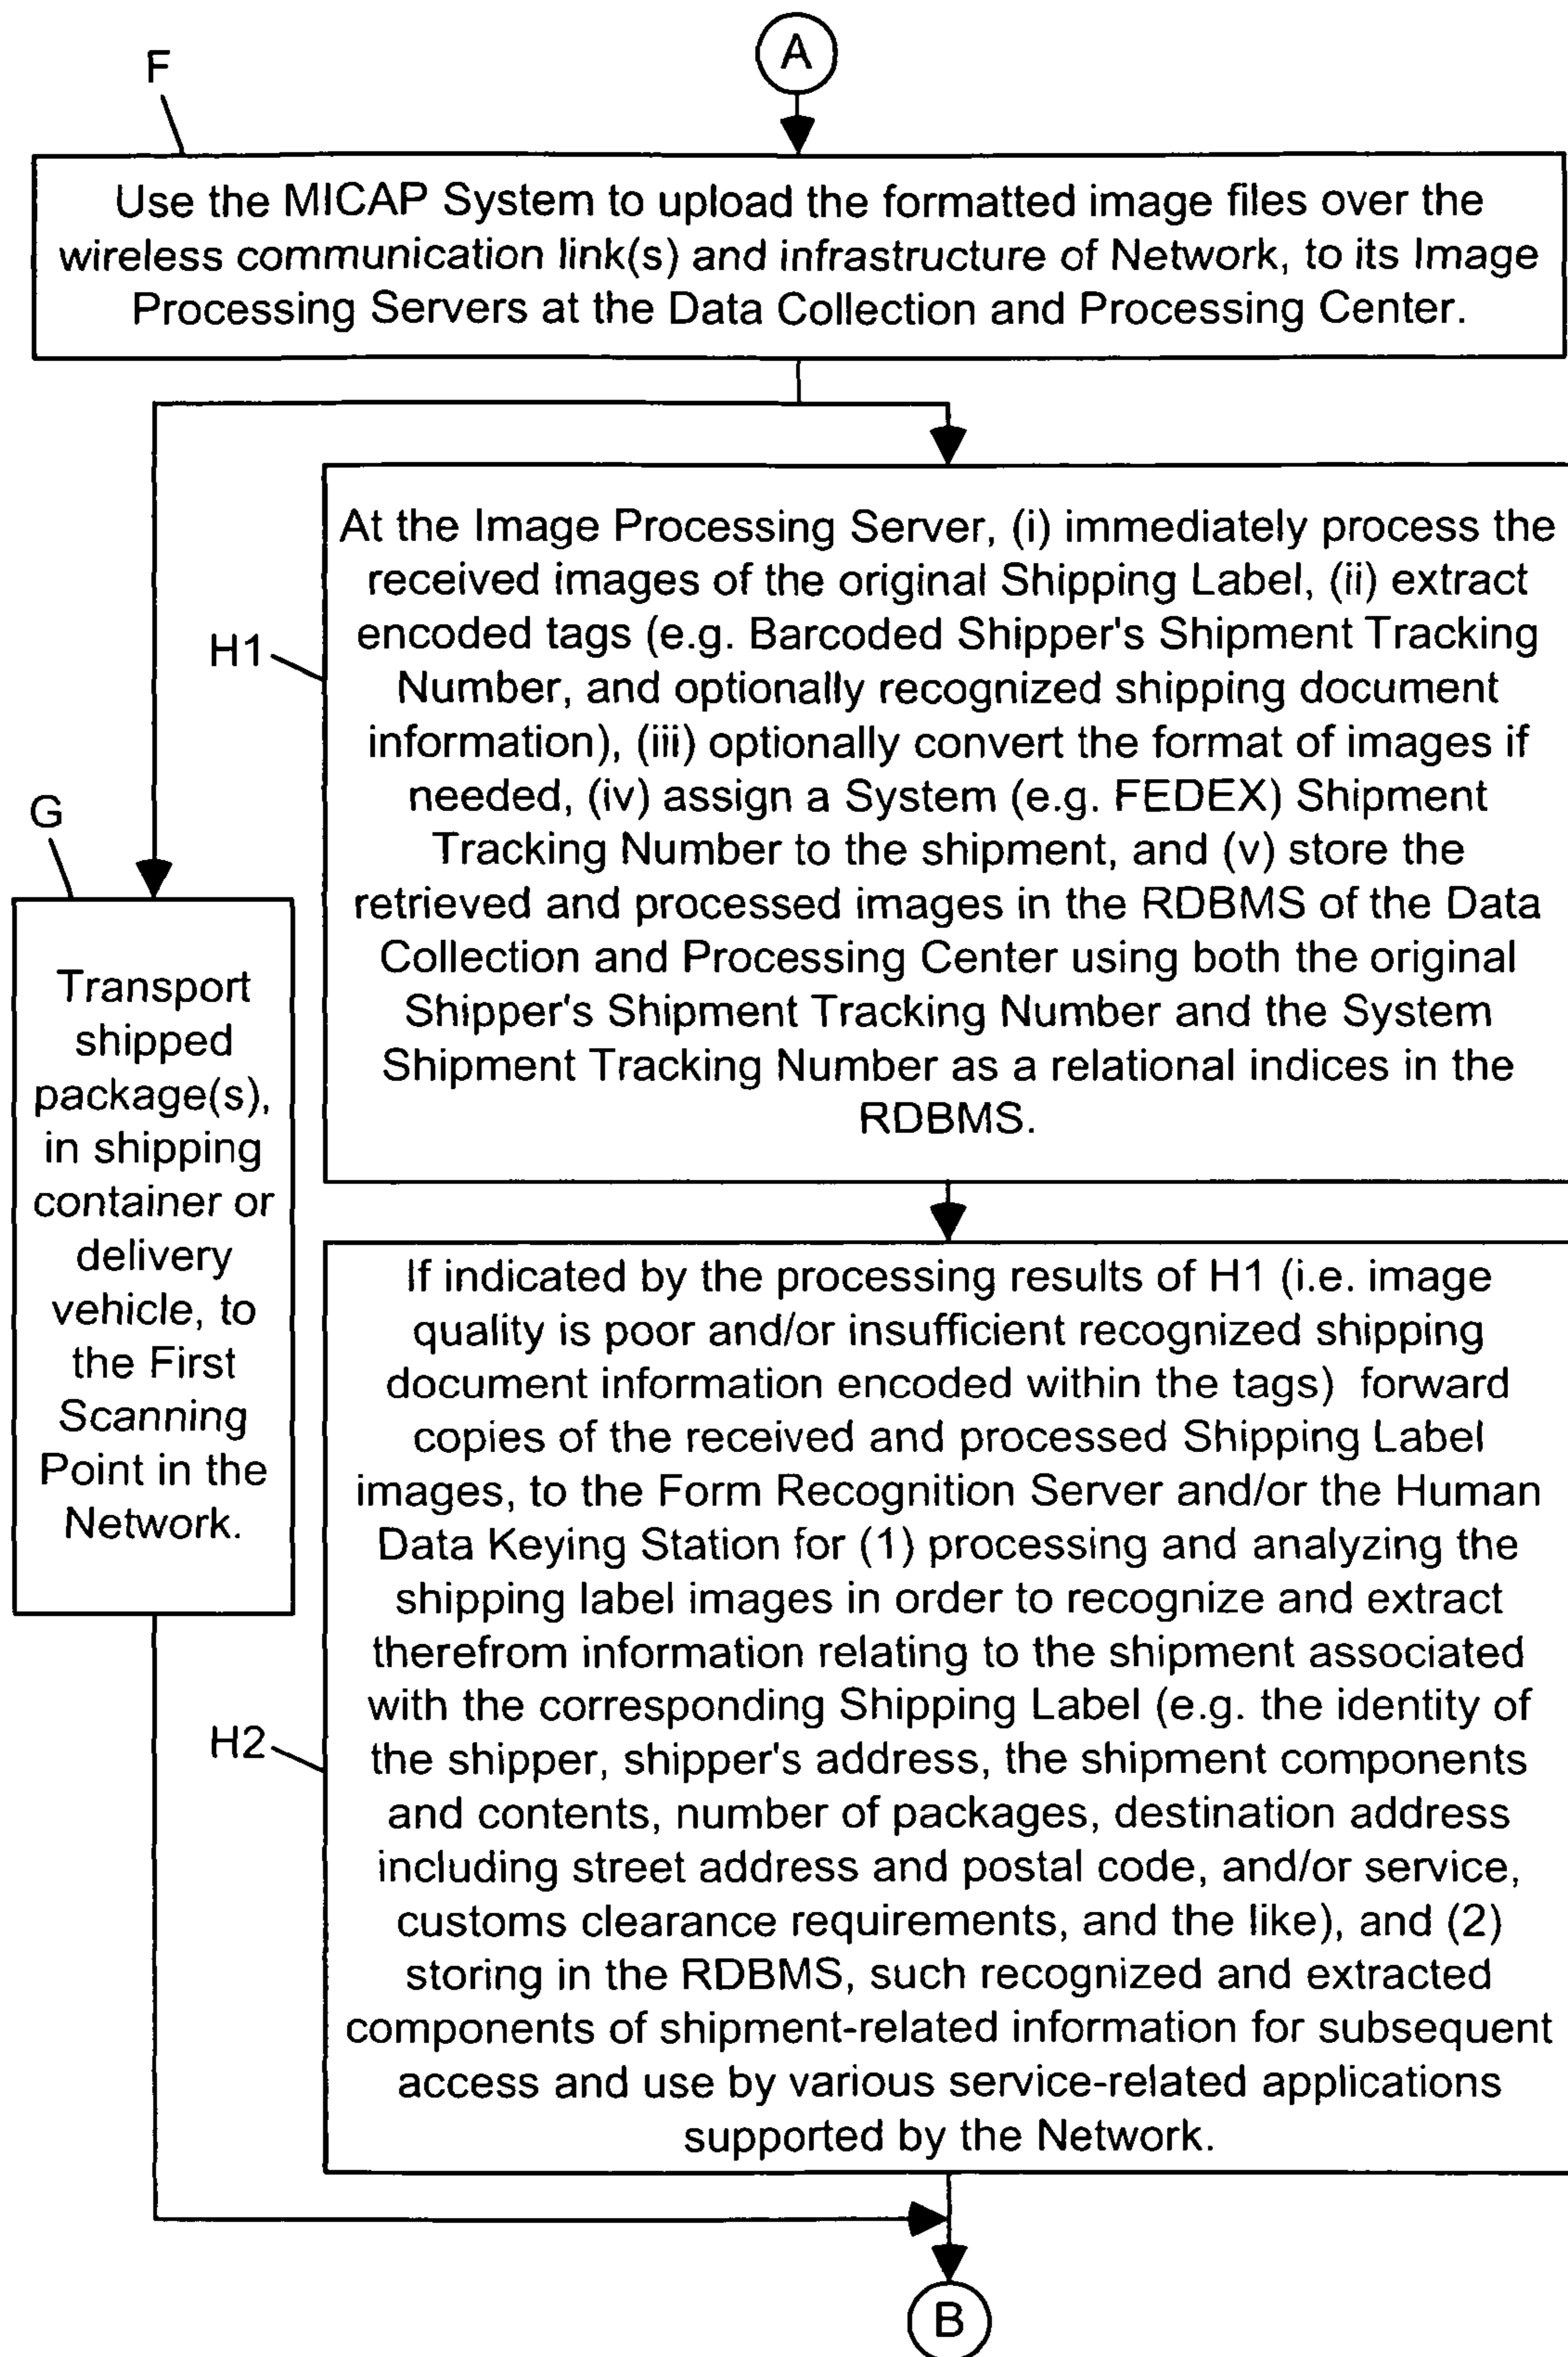 A
F
Use the MICAP System to upload the formatted image files over the
wireless communication link(s) and infrastructure of Network, to its Image
Processing Servers at the Data Collection and Processing Center.
H1
At the Image Processing Server, (i) immediately process the
received images of the original Shipping Label, (ii) extract
encoded tags (e.g. Barcoded Shipper's Shipment Tracking
Number, and optionally recognized shipping document
information), (iii) optionally convert the format of images if
needed, (iv) assign a System (e.g. FEDEX) Shipment
Tracking Number to the shipment, and (v) store the
retrieved and processed images in the RDBMS of the Data
Collection and Processing Center using both the original
Shipper's Shipment Tracking Number and the System
Shipment Tracking Number as a relational indices in the
RDBMS.
G
Transport
shipped
package(s),
in shipping
container or
delivery
vehicle, to
the First
Scanning
Point in the
Network.
H2
If indicated by the processing results of H1 (i.e. image
quality is poor and/or insufficient recognized shipping
document information encoded within the tags) forward
copies of the received and processed Shipping Label
images, to the Form Recognition Server and/or the Human
Data Keying Station for (1) processing and analyzing the
shipping label images in order to recognize and extract
therefrom information relating to the shipment associated
with the corresponding Shipping Label (e.g. the identity of
the shipper, shipper's address, the shipment components
and contents, number of packages, destination address
including street address and postal code, and/or service,
customs clearance requirements, and the like), and (2)
storing in the RDBMS, such recognized and extracted
components of shipment-related information for subsequent
access and use by various service-related applications
supported by the Network.
B